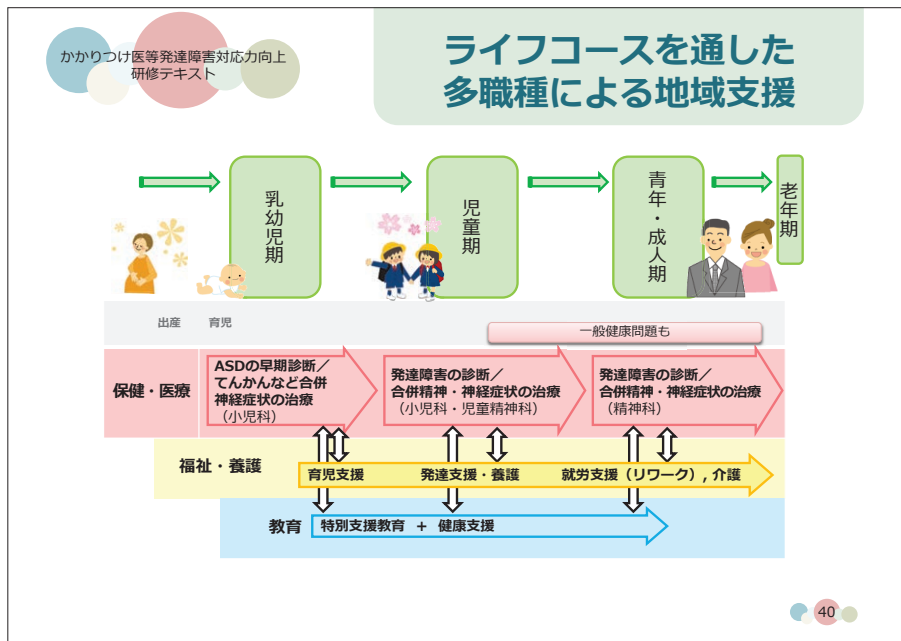 かかりつけ医等発達障害対応力向上
研修テキスト
ライフコースを通した
多職種による地域支援
乳幼児期
児童期
青年・成人期
老年期
出産 育児
一般健康問題も
保健・医療
ASDの早期診断／
てんかんなど合併
神経症状の治療
（小児科）
発達障害の診断／
合併精神・神経症状の治療
（小児科・児童精神科）
発達障害の診断／
合併精神・神経症状の治療
（精神科）
福祉・養護
育児支援 発達支援・養護 就労支援（リワーク）, 介護
教育
特別支援教育 + 健康支援
40